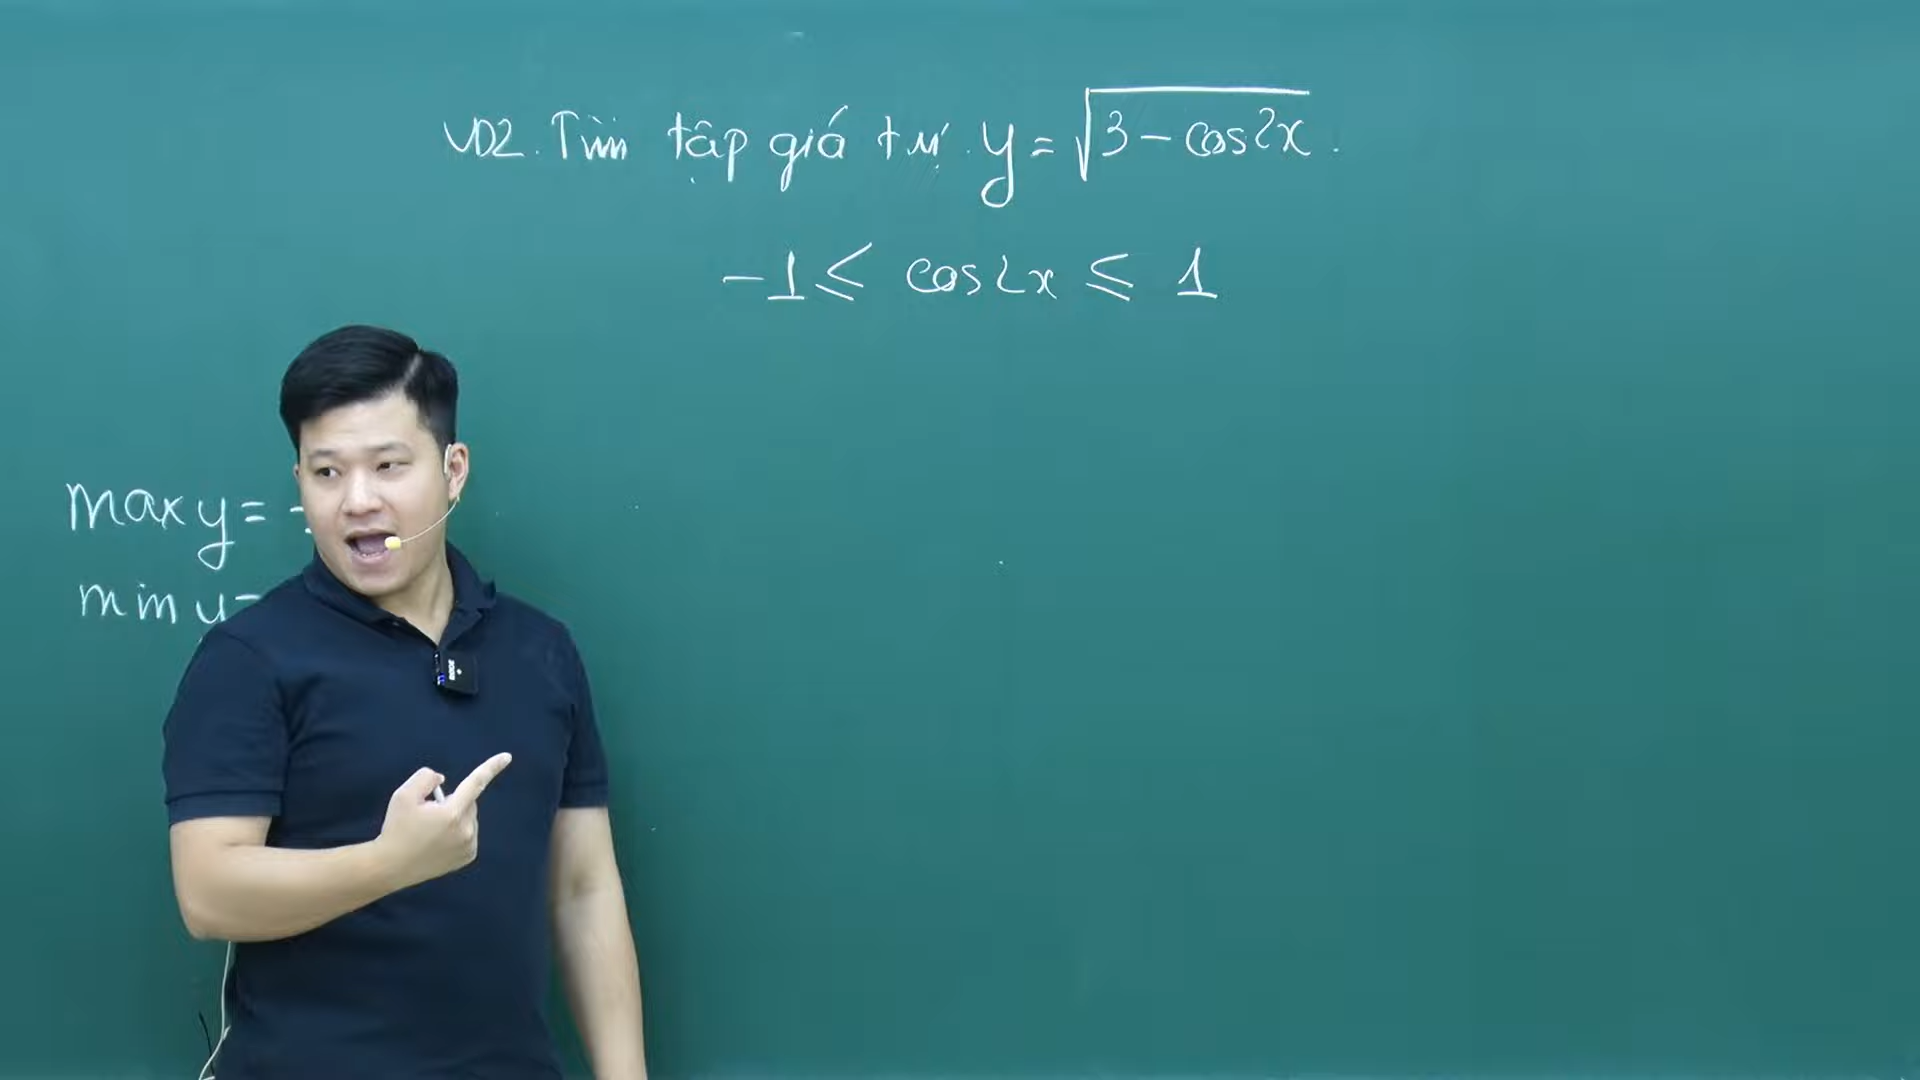 VD2. Tìm tập giá trị y = √(3 - cos2x).
-1 ≤ cos2x ≤ 1
max y =
min y =